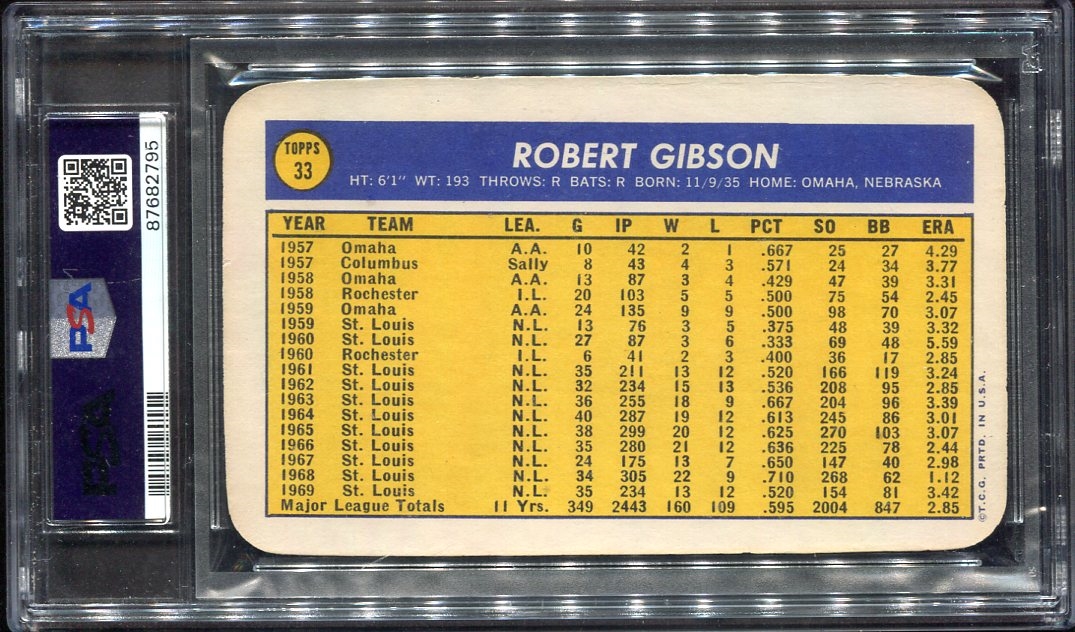 TOPPS
33
ROBERT GIBSON
HT: 6'1" WT: 193 THROWS: R BATS: R BORN: 11/9/35 HOME: OMAHA, NEBRASKA
YEAR TEAM LEA. G IP W L PCT SO BB ERA
1957 Omaha A.A. 10 42 2 1 .667 25 27 4.29
1957 Columbus Sally 8 43 4 3 .571 24 34 3.77
1958 Omaha A.A. 13 87 3 4 .429 47 39 3.31
1958 Rochester I.L. 20 103 5 5 .500 75 54 2.45
1959 Omaha A.A. 24 135 9 9 .500 98 70 3.07
1959 St. Louis N.L. 13 76 3 5 .375 48 39 3.32
1960 St. Louis N.L. 27 87 3 6 .333 69 48 5.59
1960 Rochester I.L. 6 41 2 3 .400 36 17 2.85
1961 St. Louis N.L. 35 211 13 12 .520 166 119 3.24
1962 St. Louis N.L. 32 234 15 13 .536 208 95 2.85
1963 St. Louis N.L. 36 255 18 9 .667 204 96 3.39
1964 St. Louis N.L. 40 287 19 12 .613 245 86 3.01
1965 St. Louis N.L. 38 299 20 12 .625 270 103 3.07
1966 St. Louis N.L. 35 280 21 12 .636 225 78 2.44
1967 St. Louis N.L. 24 175 13 7 .650 147 40 2.98
1968 St. Louis N.L. 34 305 22 9 .710 268 62 1.12
1969 St. Louis N.L. 35 234 13 12 .520 154 81 3.42
Major League Totals 11 Yrs. 349 2443 160 109 .595 2004 847 2.85
©T.C.G. PRTD. IN U.S.A.
87682795
PSA
PSA